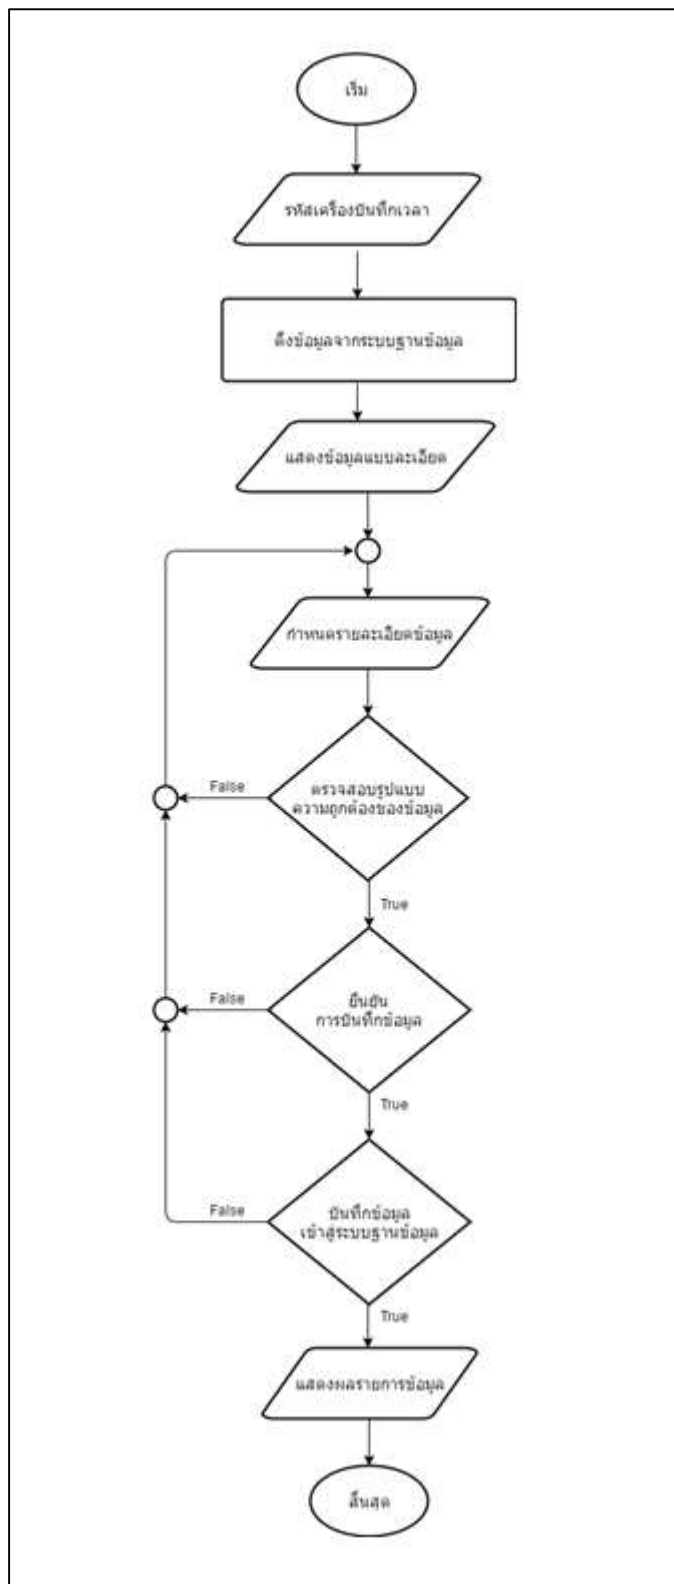 เริ่ม
รหัสเครื่องบันทึกเวลา
ดึงข้อมูลจากระบบฐานข้อมูล
แสดงข้อมูลแบบละเอียด
กำหนดรายละเอียดข้อมูล
ตรวจสอบรูปแบบ
ความถูกต้องของข้อมูล
False
True
ยืนยัน
การบันทึกข้อมูล
False
True
บันทึกข้อมูล
เข้าสู่ระบบฐานข้อมูล
False
True
แสดงผลรายการข้อมูล
สิ้นสุด